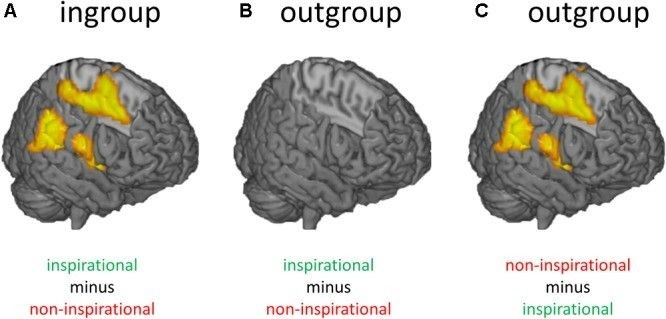 A ingroup
B outgroup
C outgroup
inspirational
minus
non-inspirational
inspirational
minus
non-inspirational
non-inspirational
minus
inspirational